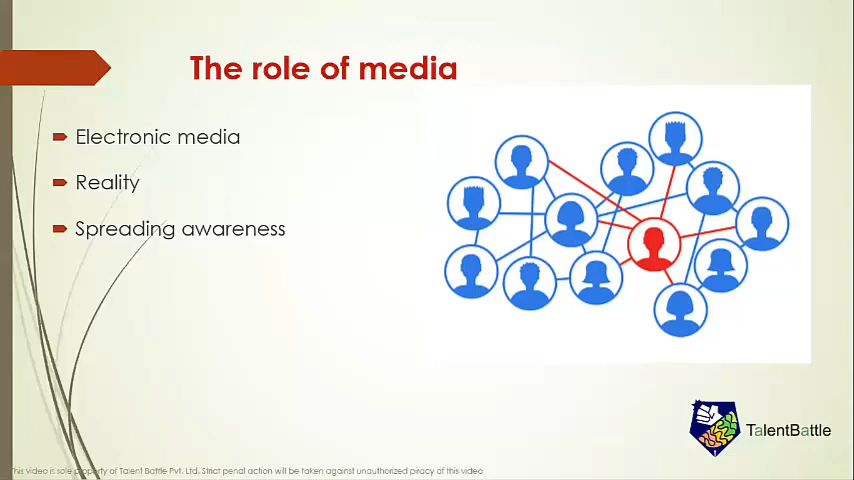 The role of media
Electronic media
Reality
Spreading awareness
TalentBattle
This video is sole property of Talent Battle Pvt. Ltd. Strict penal action will be taken against unauthorized piracy of this video